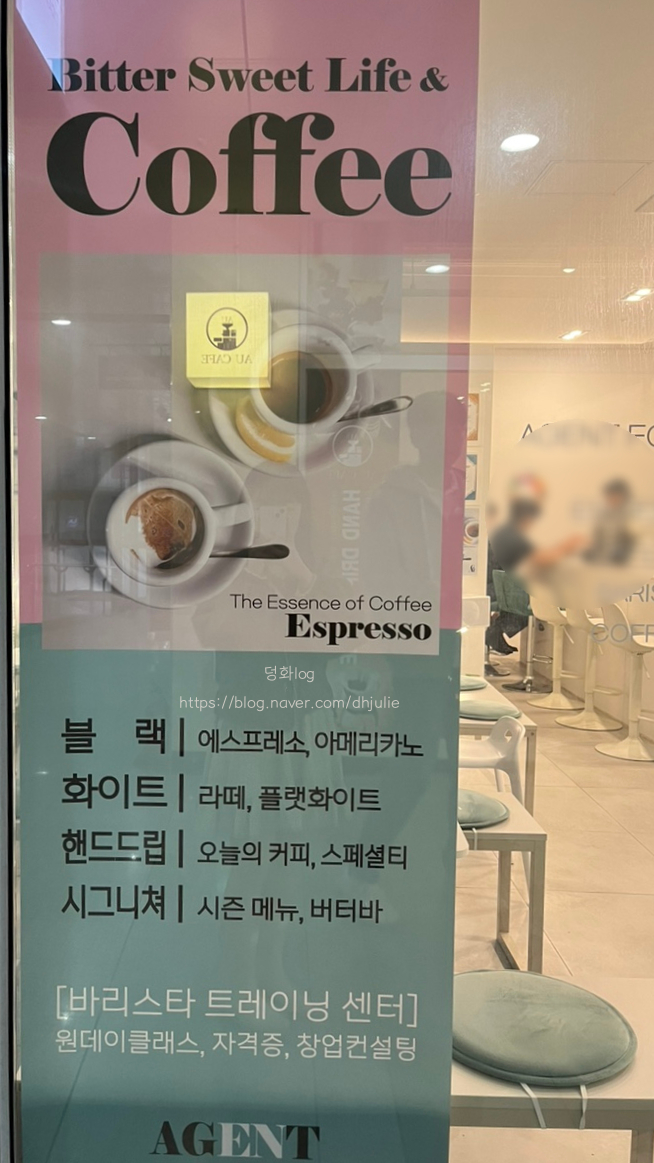 Bitter Sweet Life &
Coffee
AU CAFE
HAND DRI
The Essence of Coffee
Espresso
덩화log
https://blog.naver.com/dhjulie
블 랙 | 에스프레소, 아메리카노
화이트 | 라떼, 플랫화이트
핸드드립 | 오늘의 커피, 스페셜티
시그니쳐 | 시즌 메뉴, 버터바
[바리스타 트레이닝 센터]
원데이클래스, 자격증, 창업컨설팅
AGENT